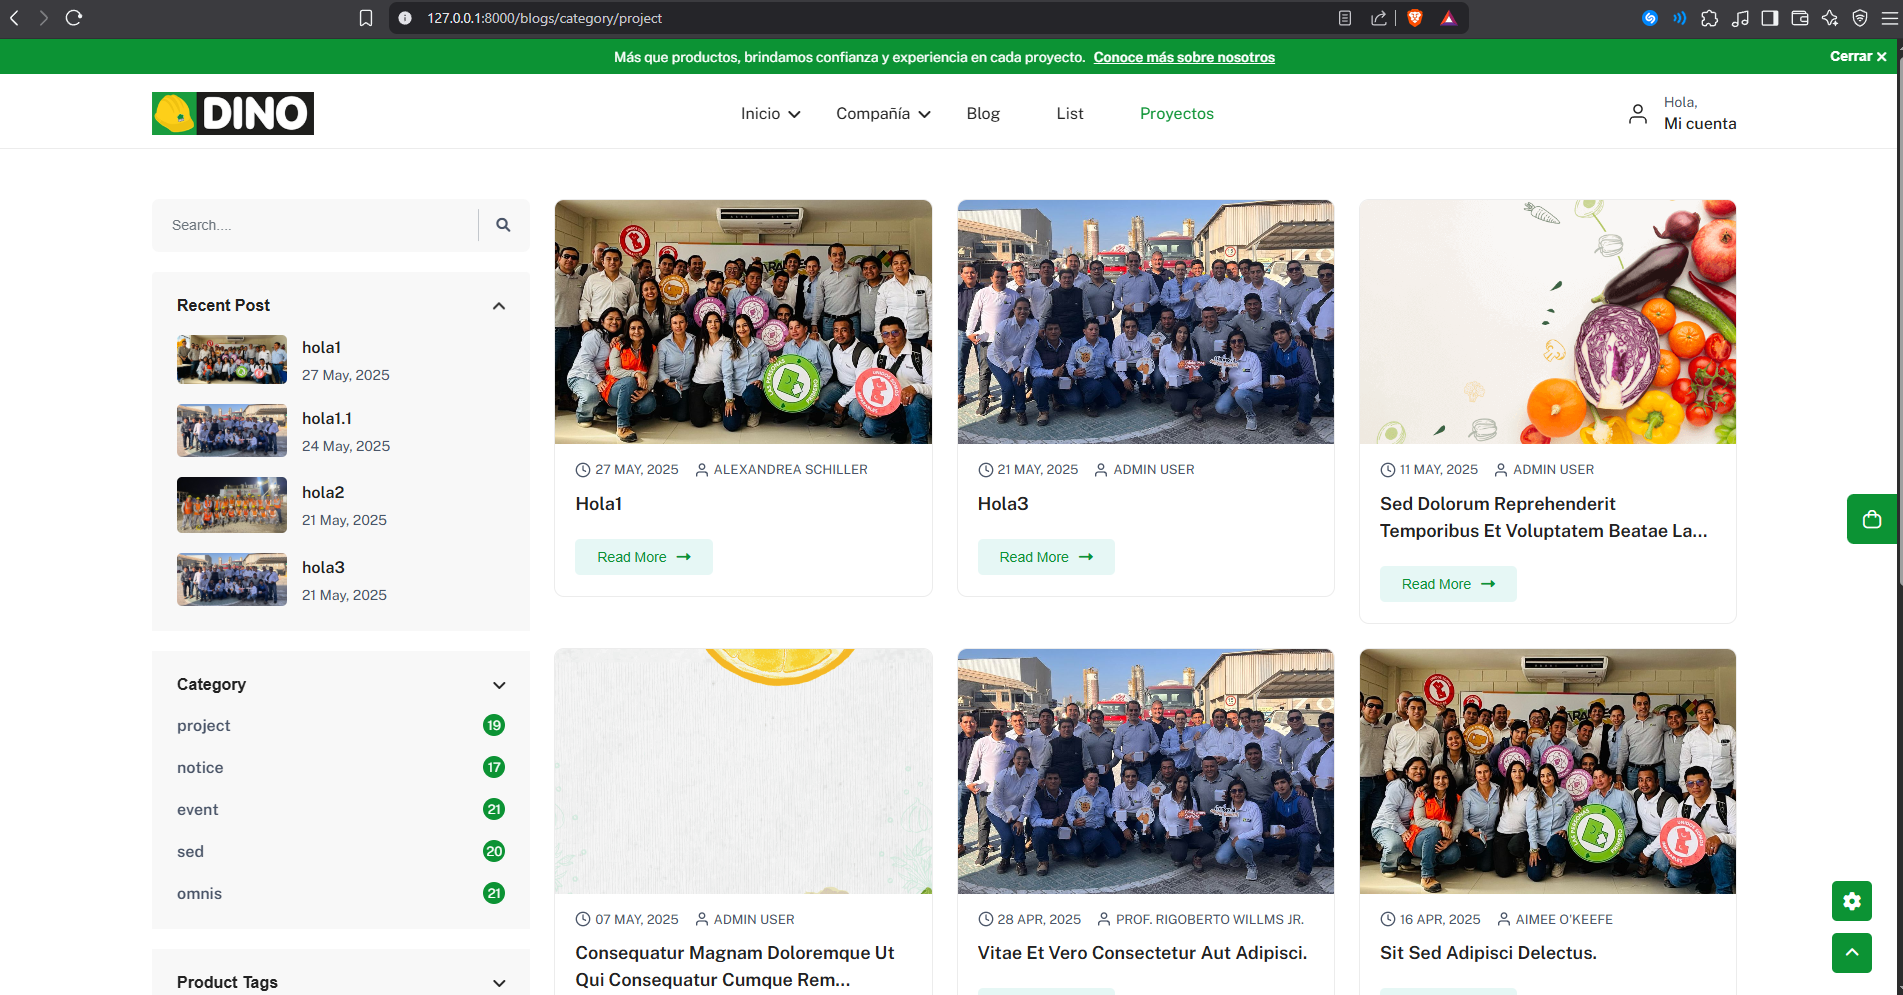 127.0.0.1:8000/blogs/category/project
Más que productos, brindamos confianza y experiencia en cada proyecto. Conoce más sobre nosotros
Cerrar ✕
DINO
Inicio
Compañía
Blog
List
Proyectos
Hola,
Mi cuenta
Search....
Recent Post
hola1
27 May, 2025
hola1.1
24 May, 2025
hola2
21 May, 2025
hola3
21 May, 2025
Category
project 19
notice 17
event 21
sed 20
omnis 21
Product Tags
27 MAY, 2025 ALEXANDREA SCHILLER
Hola1
Read More →
21 MAY, 2025 ADMIN USER
Hola3
Read More →
11 MAY, 2025 ADMIN USER
Sed Dolorum Reprehenderit
Temporibus Et Voluptatem Beatae La...
Read More →
07 MAY, 2025 ADMIN USER
Consequatur Magnam Doloremque Ut
Qui Consequatur Cumque Rem...
28 APR, 2025 PROF. RIGOBERTO WILLMS JR.
Vitae Et Vero Consectetur Aut Adipisci.
16 APR, 2025 AIMEE O'KEEFE
Sit Sed Adipisci Delectus.